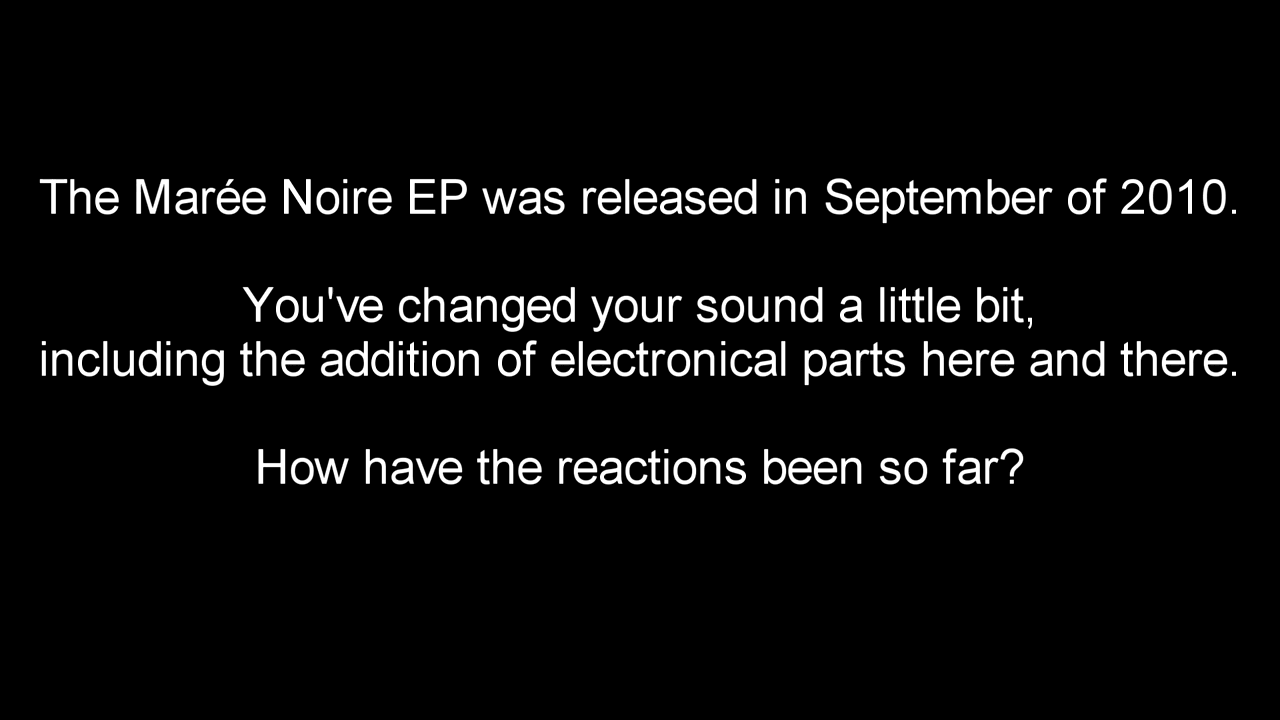 The Marée Noire EP was released in September of 2010.
You've changed your sound a little bit,
including the addition of electronical parts here and there.
How have the reactions been so far?